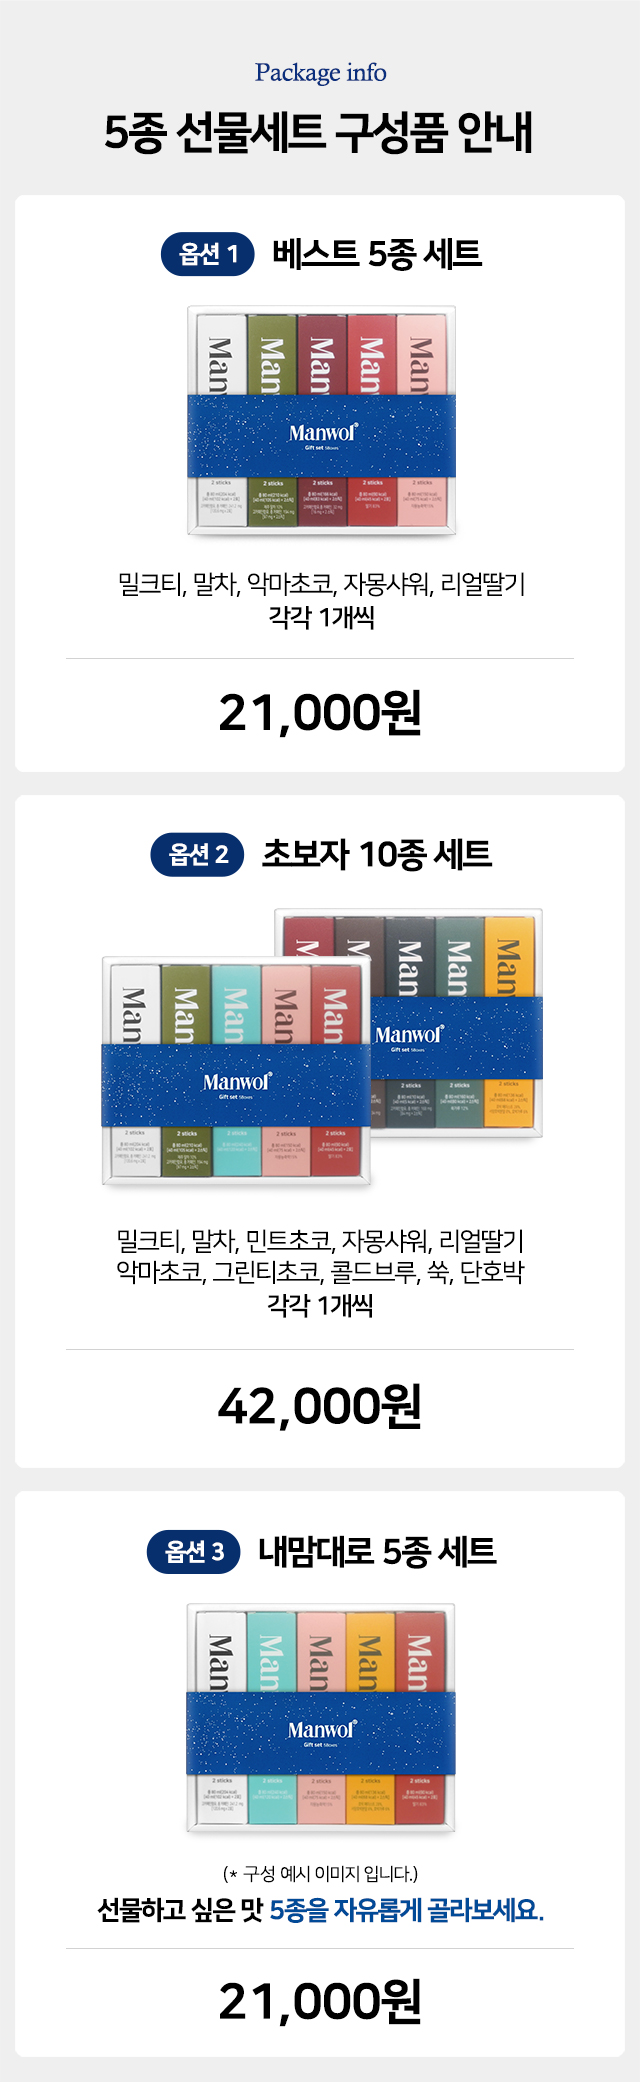 Package info
5종 선물세트 구성품 안내
옵션 1 베스트 5종 세트
Man Man Man Man Man
Manwol®
Gift set 5Boxes
2 sticks 2 sticks 2 sticks 2 sticks 2 sticks
밀크티, 말차, 악마초코, 자몽샤워, 리얼딸기
각각 1개씩
21,000원
옵션 2 초보자 10종 세트
Man Man Man Man Man
Manwol®
Gift set 5Boxes
2 sticks 2 sticks 2 sticks
Man Man Man Man Man
Manwol®
Gift set 5Boxes
2 sticks 2 sticks 2 sticks 2 sticks 2 sticks
밀크티, 말차, 민트초코, 자몽샤워, 리얼딸기
악마초코, 그린티초코, 콜드브루, 쑥, 단호박
각각 1개씩
42,000원
옵션 3 내맘대로 5종 세트
Man Man Man Man Man
Manwol®
Gift set 5Boxes
2 sticks 2 sticks 2 sticks 2 sticks 2 sticks
(* 구성 예시 이미지 입니다.)
선물하고 싶은 맛 5종을 자유롭게 골라보세요.
21,000원